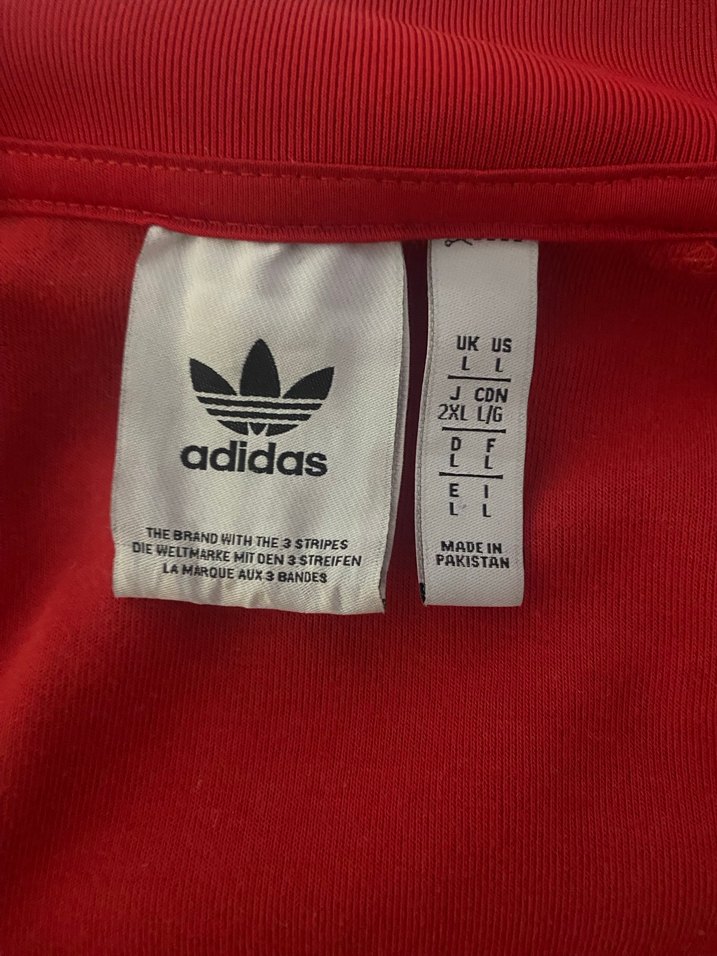 adidas
THE BRAND WITH THE 3 STRIPES
DIE WELTMARKE MIT DEN 3 STREIFEN
LA MARQUE AUX 3 BANDES
UK US
L L
J CDN
2XL L/G
D F
L L
E I
L L
MADE IN
PAKISTAN